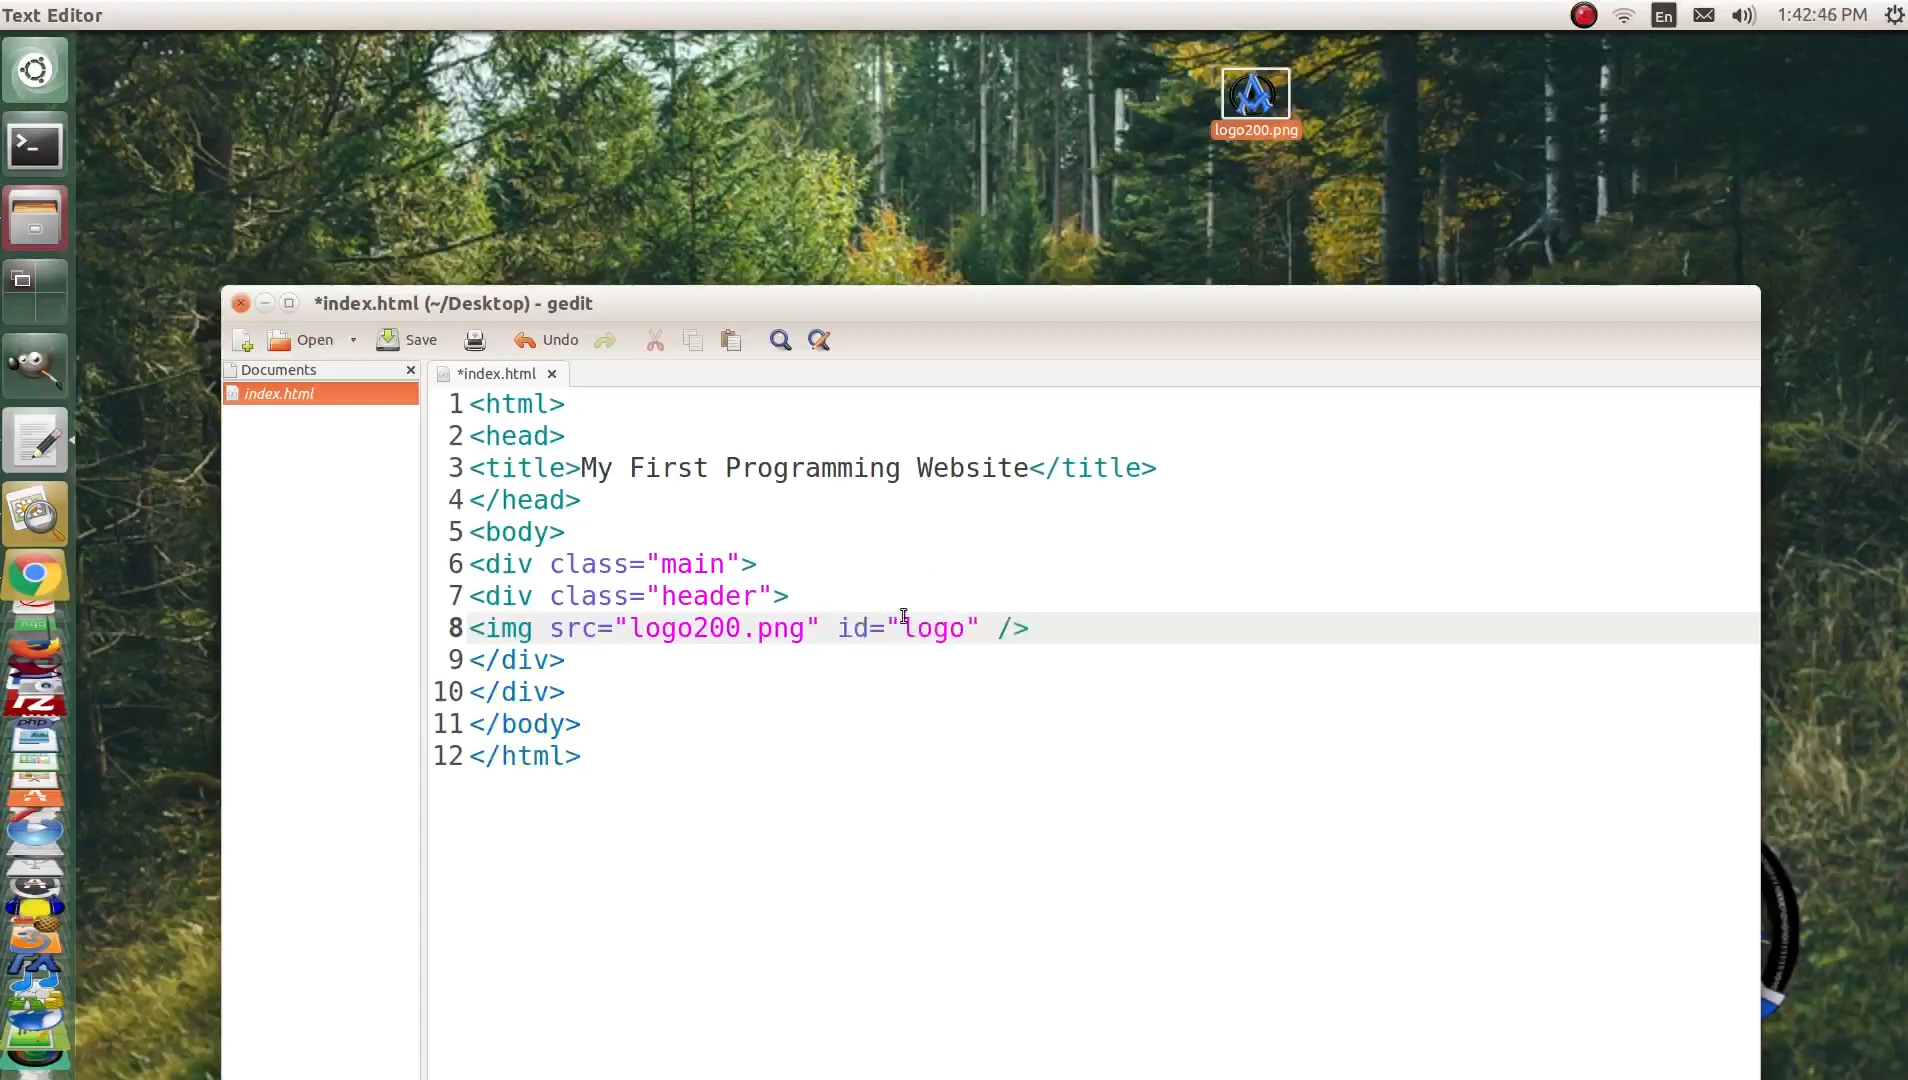 Text Editor
En
1:42:46 PM
logo200.png
*index.html (~/Desktop) - gedit
Open
Save
Undo
Documents
*index.html
index.html
1 <html>
2 <head>
3 <title>My First Programming Website</title>
4 </head>
5 <body>
6 <div class="main">
7 <div class="header">
8 <img src="logo200.png" id="logo" />
9 </div>
10 </div>
11 </body>
12 </html>